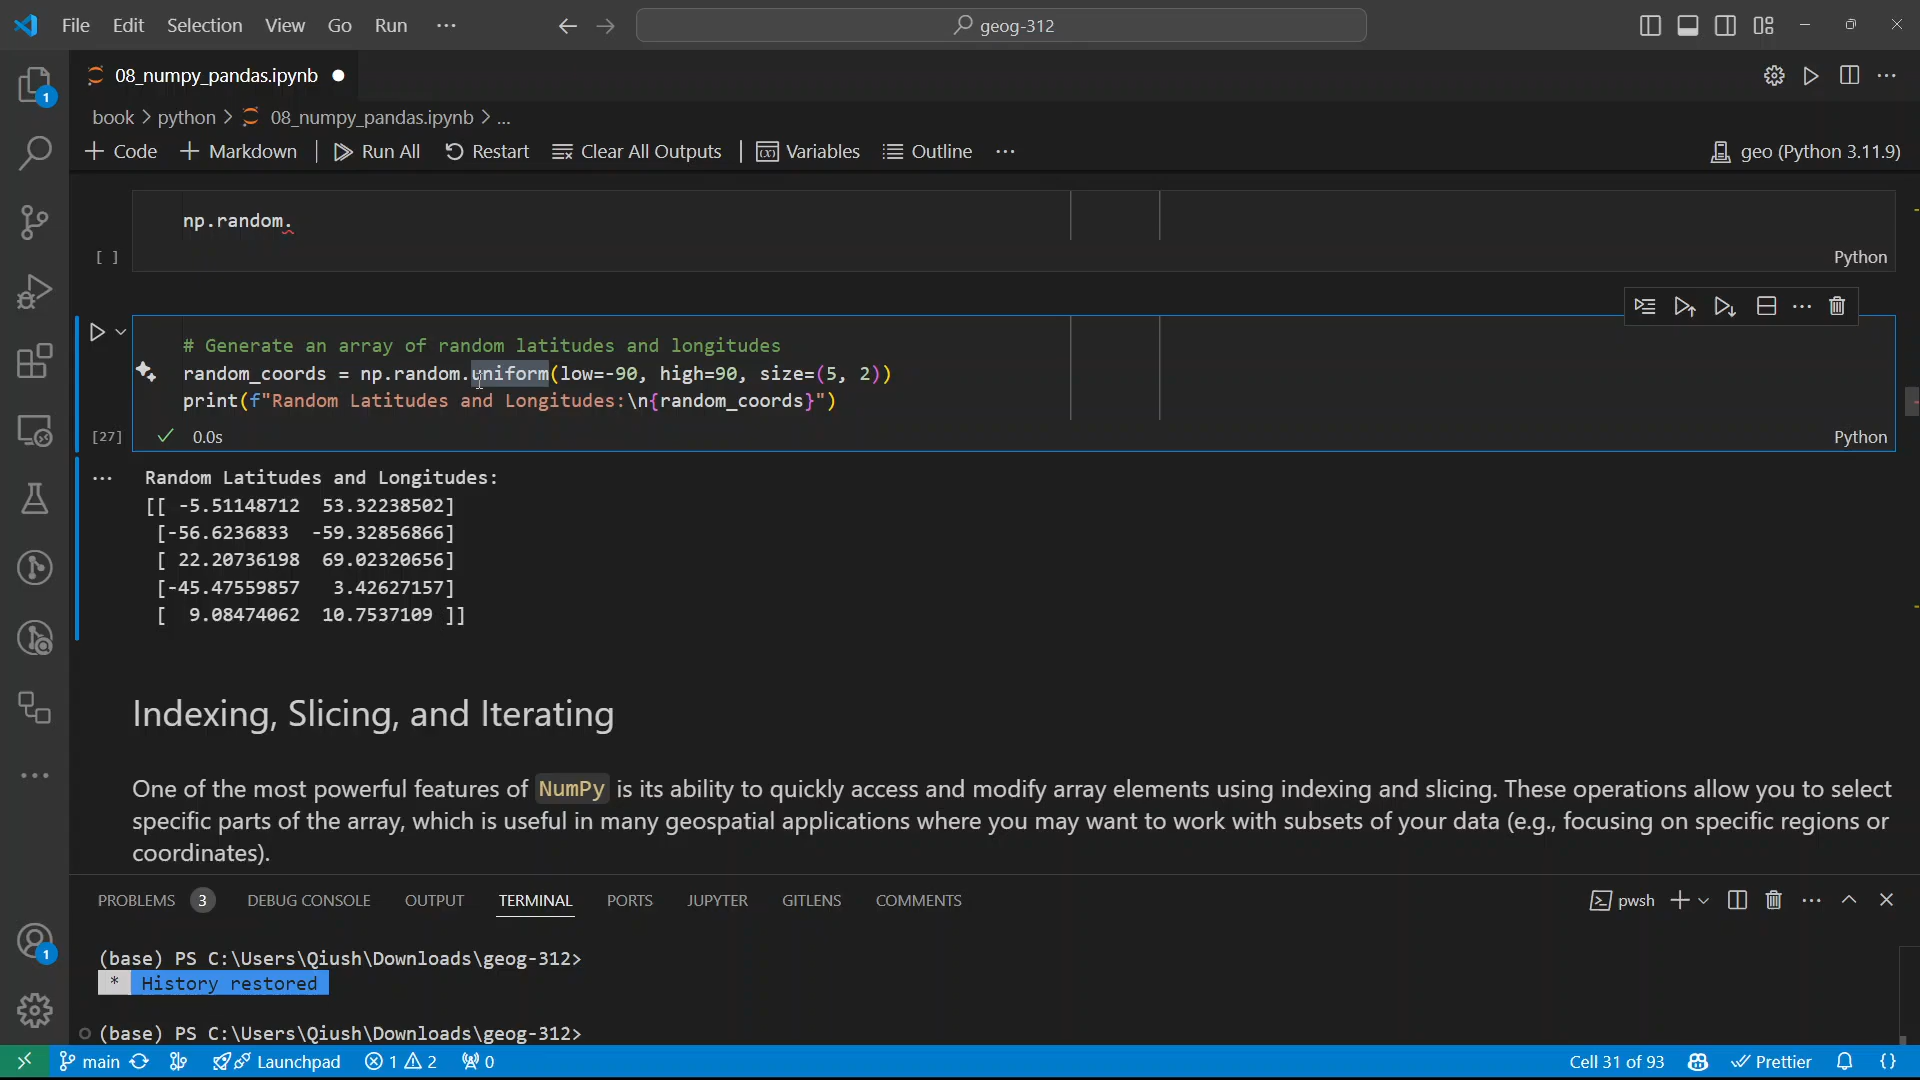 File Edit Selection View Go Run ···
geog-312
08_numpy_pandas.ipynb
1
book > python > 08_numpy_pandas.ipynb > ...
+ Code + Markdown Run All Restart Clear All Outputs Variables Outline ···
geo (Python 3.11.9)
np.random.
[ ]
Python
# Generate an array of random latitudes and longitudes
random_coords = np.random.uniform(low=-90, high=90, size=(5, 2))
print(f"Random Latitudes and Longitudes:\n{random_coords}")
[27] ✓ 0.0s
Python
··· Random Latitudes and Longitudes:
[[ -5.51148712  53.32238502]
[-56.6236833  -59.32856866]
[ 22.20736198  69.02320656]
[-45.47559857   3.42627157]
[  9.08474062  10.7537109 ]]
Indexing, Slicing, and Iterating
One of the most powerful features of NumPy is its ability to quickly access and modify array elements using indexing and slicing. These operations allow you to select
specific parts of the array, which is useful in many geospatial applications where you may want to work with subsets of your data (e.g., focusing on specific regions or
coordinates).
PROBLEMS 3 DEBUG CONSOLE OUTPUT TERMINAL PORTS JUPYTER GITLENS COMMENTS
pwsh
1
(base) PS C:\Users\Qiush\Downloads\geog-312>
* History restored
(base) PS C:\Users\Qiush\Downloads\geog-312>
main Launchpad 1 2 0
Cell 31 of 93 Prettier {}